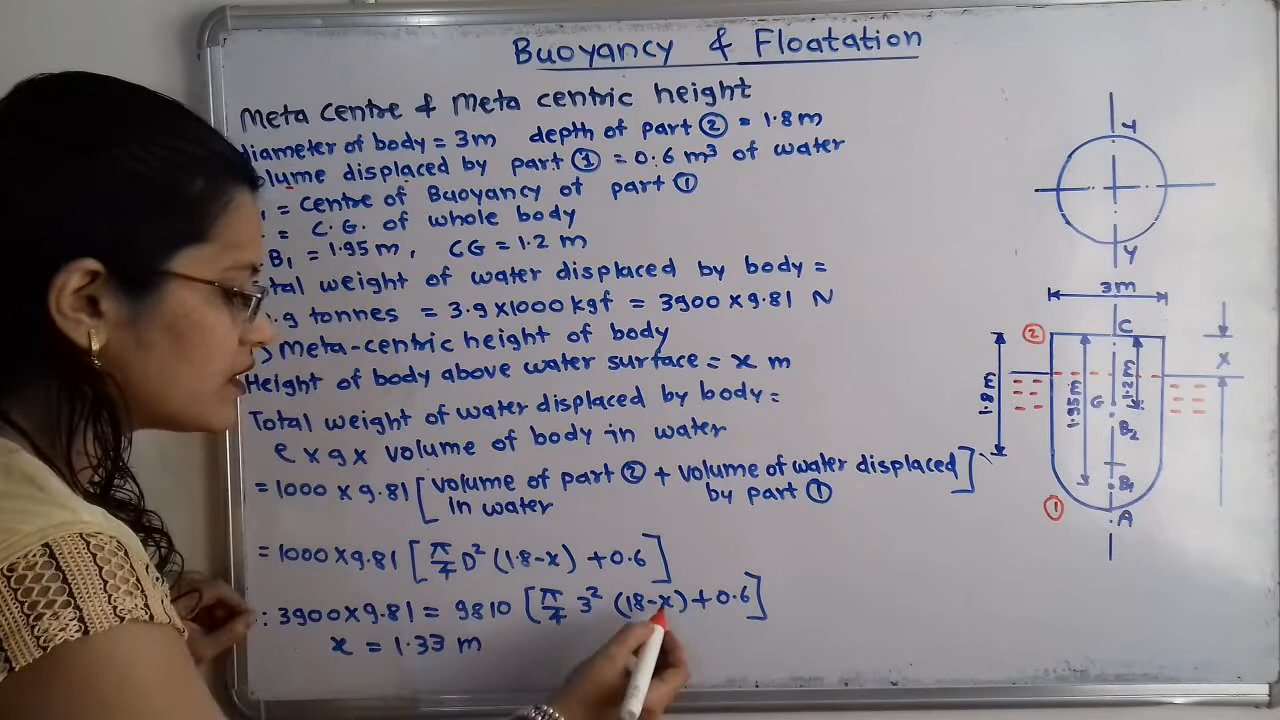 Buoyancy & Floatation
Meta centre & Meta centric height
diameter of body = 3m depth of part ② = 1.8m
olume displaced by part ① = 0.6 m³ of water
₁ = centre of Buoyancy of part ①
= C.G. of whole body
B₁ = 1.95 m, CG = 1.2 m
tal weight of water displaced by body =
.9 tonnes = 3.9 x 1000 kgf = 3900 x 9.81 N
) Meta-centric height of body
Height of body above water surface = x m
Total weight of water displaced by body =
ρ x g x volume of body in water
= 1000 x 9.81 [ volume of part ② + volume of water displaced ]
in water by part ①
= 1000 x 9.81 [ π/4 D² (1.8-x) + 0.6 ]
∴ 3900 x 9.81 = 9810 [ π/4 3² (18-x) + 0.6 ]
x = 1.33 m
Y
Y
3m
②
C
x
1.8m
1.95m
1.2m
G
B₂
B₁
①
A